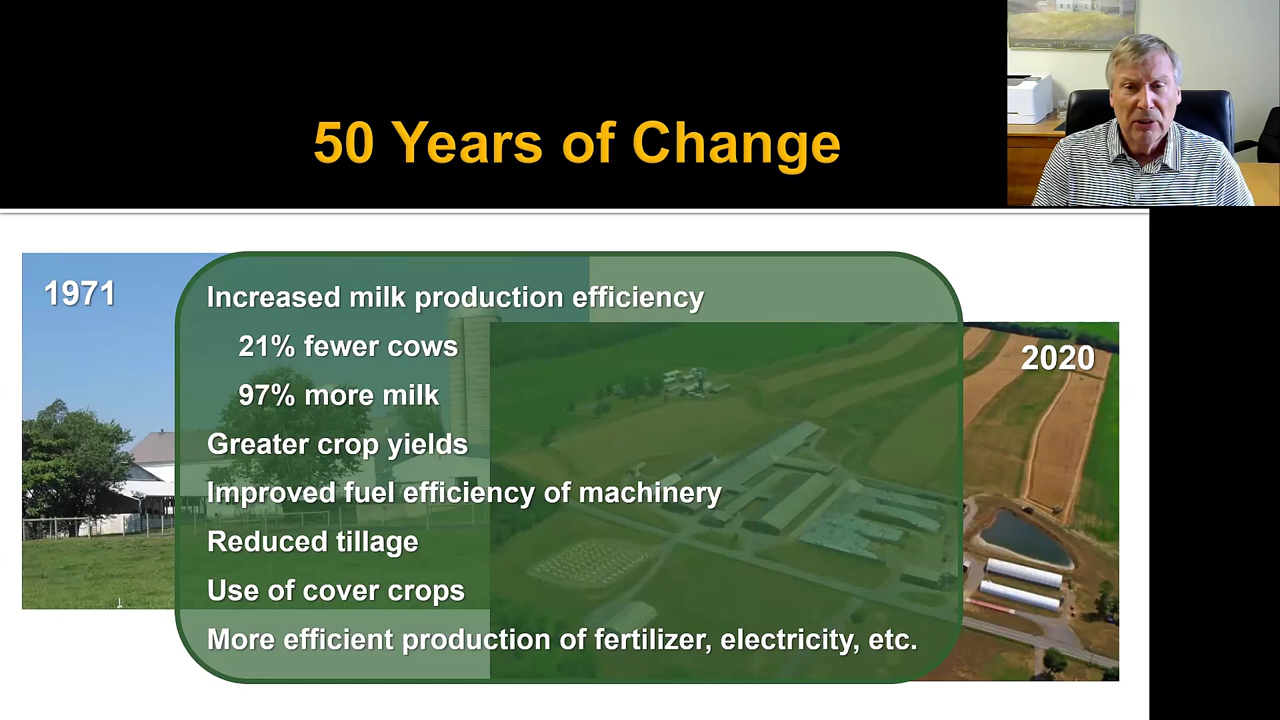 50 Years of Change
1971
Increased milk production efficiency
21% fewer cows
97% more milk
Greater crop yields
Improved fuel efficiency of machinery
Reduced tillage
Use of cover crops
More efficient production of fertilizer, electricity, etc.
2020